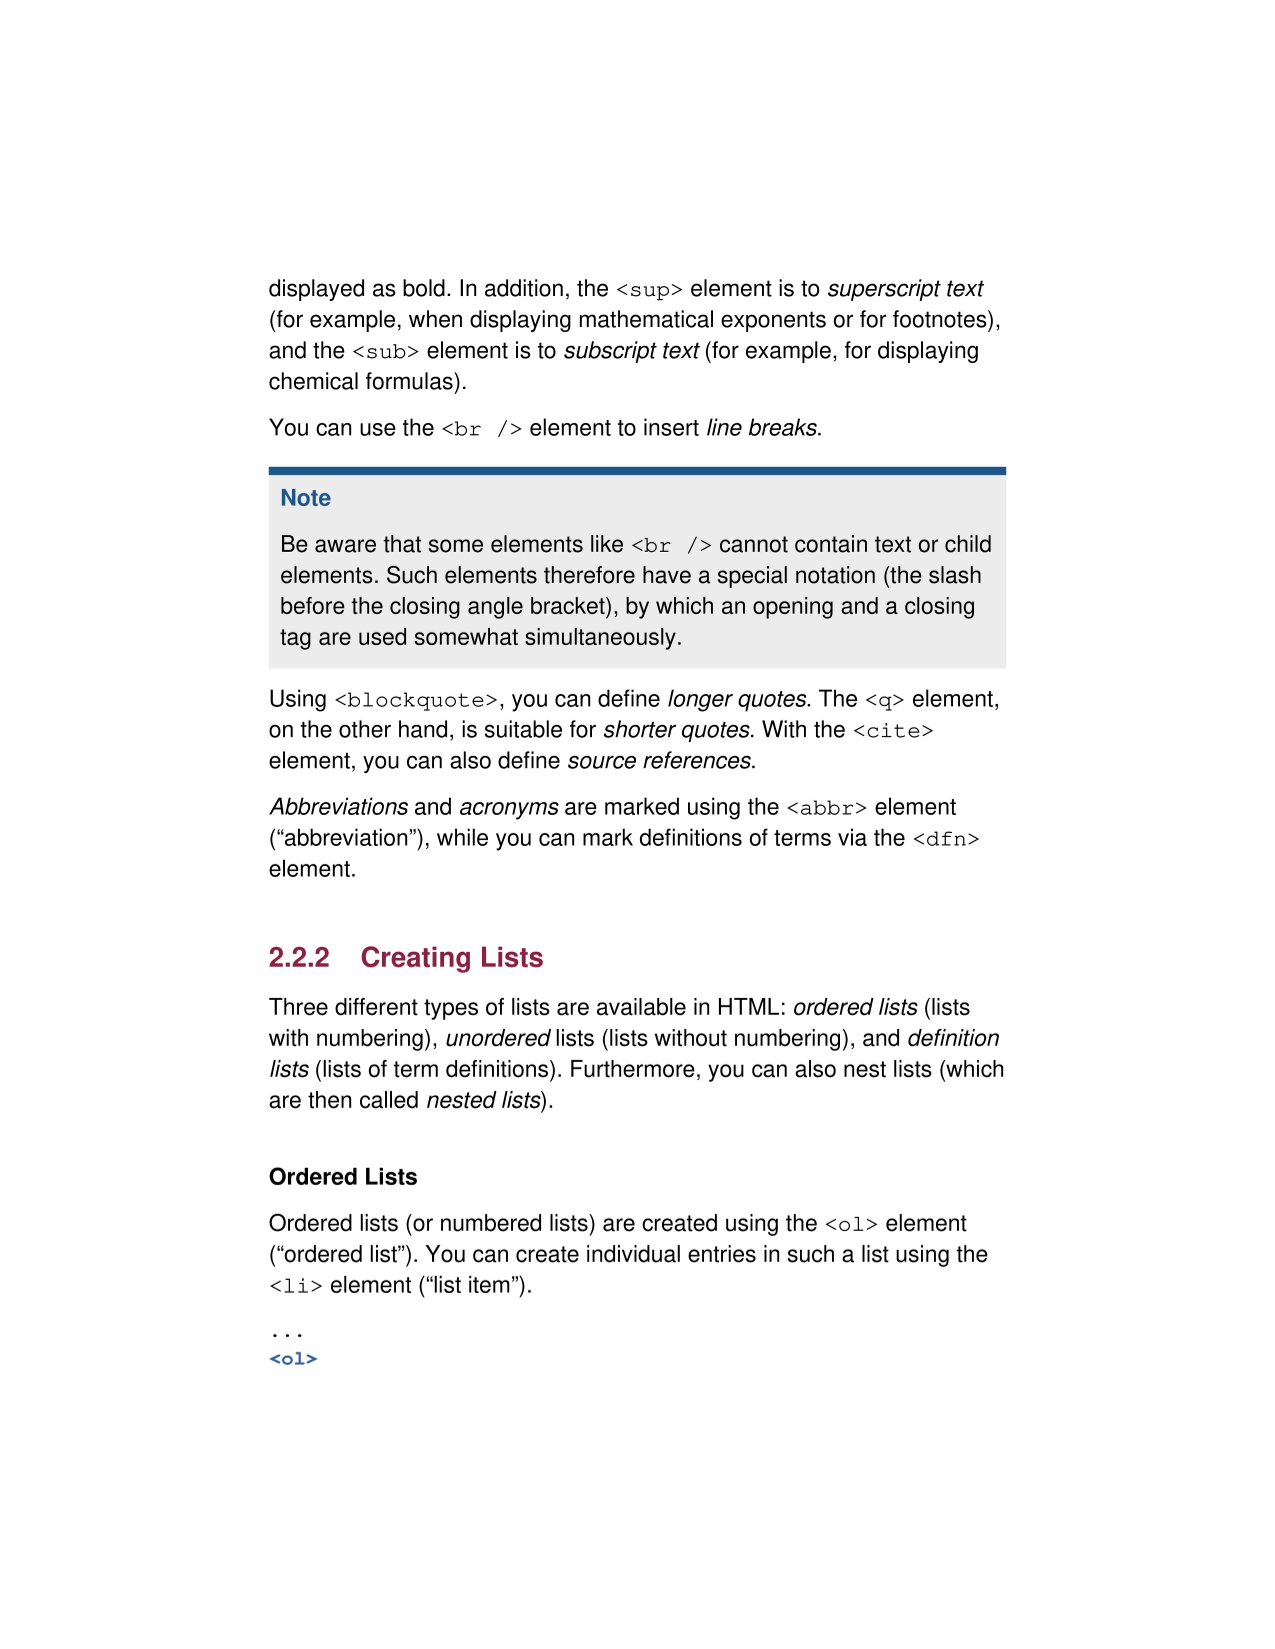 displayed as bold. In addition, the <sup> element is to superscript text
(for example, when displaying mathematical exponents or for footnotes),
and the <sub> element is to subscript text (for example, for displaying
chemical formulas).
You can use the <br /> element to insert line breaks.
Note
Be aware that some elements like <br /> cannot contain text or child
elements. Such elements therefore have a special notation (the slash
before the closing angle bracket), by which an opening and a closing
tag are used somewhat simultaneously.
Using <blockquote>, you can define longer quotes. The <q> element,
on the other hand, is suitable for shorter quotes. With the <cite>
element, you can also define source references.
Abbreviations and acronyms are marked using the <abbr> element
(“abbreviation”), while you can mark definitions of terms via the <dfn>
element.
2.2.2 Creating Lists
Three different types of lists are available in HTML: ordered lists (lists
with numbering), unordered lists (lists without numbering), and definition
lists (lists of term definitions). Furthermore, you can also nest lists (which
are then called nested lists).
Ordered Lists
Ordered lists (or numbered lists) are created using the <ol> element
(“ordered list”). You can create individual entries in such a list using the
<li> element (“list item”).
...
<ol>